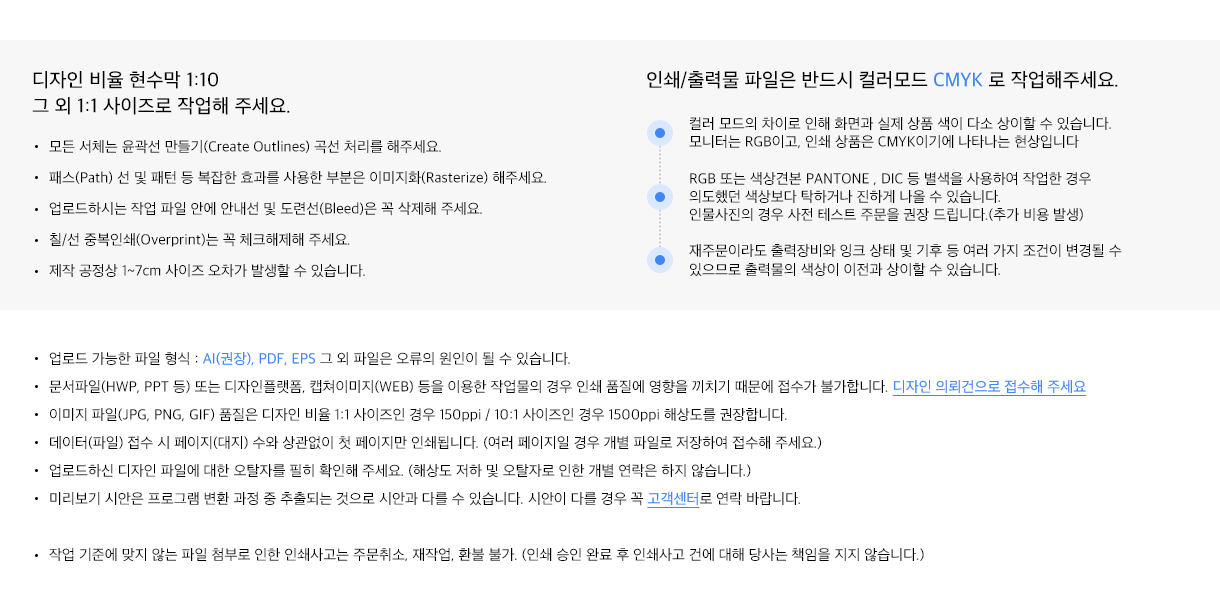 디자인 비율 현수막 1:10
그 외 1:1 사이즈로 작업해 주세요.
• 모든 서체는 윤곽선 만들기(Create Outlines) 곡선 처리를 해주세요.
• 패스(Path) 선 및 패턴 등 복잡한 효과를 사용한 부분은 이미지화(Rasterize) 해주세요.
• 업로드하시는 작업 파일 안에 안내선 및 도련선(Bleed)은 꼭 삭제해 주세요.
• 칠/선 중복인쇄(Overprint)는 꼭 체크해제해 주세요.
• 제작 공정상 1~7cm 사이즈 오차가 발생할 수 있습니다.
인쇄/출력물 파일은 반드시 컬러모드 CMYK 로 작업해주세요.
컬러 모드의 차이로 인해 화면과 실제 상품 색이 다소 상이할 수 있습니다.
모니터는 RGB이고, 인쇄 상품은 CMYK이기에 나타나는 현상입니다
RGB 또는 색상견본 PANTONE , DIC 등 별색을 사용하여 작업한 경우
의도했던 색상보다 탁하거나 진하게 나올 수 있습니다.
인물사진의 경우 사전 테스트 주문을 권장 드립니다.(추가 비용 발생)
재주문이라도 출력장비와 잉크 상태 및 기후 등 여러 가지 조건이 변경될 수
있으므로 출력물의 색상이 이전과 상이할 수 있습니다.
• 업로드 가능한 파일 형식 : AI(권장), PDF, EPS 그 외 파일은 오류의 원인이 될 수 있습니다.
• 문서파일(HWP, PPT 등) 또는 디자인플랫폼, 캡쳐이미지(WEB) 등을 이용한 작업물의 경우 인쇄 품질에 영향을 끼치기 때문에 접수가 불가합니다. 디자인 의뢰건으로 접수해 주세요
• 이미지 파일(JPG, PNG, GIF) 품질은 디자인 비율 1:1 사이즈인 경우 150ppi / 10:1 사이즈인 경우 1500ppi 해상도를 권장합니다.
• 데이터(파일) 접수 시 페이지(대지) 수와 상관없이 첫 페이지만 인쇄됩니다. (여러 페이지일 경우 개별 파일로 저장하여 접수해 주세요.)
• 업로드하신 디자인 파일에 대한 오탈자를 필히 확인해 주세요. (해상도 저하 및 오탈자로 인한 개별 연락은 하지 않습니다.)
• 미리보기 시안은 프로그램 변환 과정 중 추출되는 것으로 시안과 다를 수 있습니다. 시안이 다를 경우 꼭 고객센터로 연락 바랍니다.
• 작업 기준에 맞지 않는 파일 첨부로 인한 인쇄사고는 주문취소, 재작업, 환불 불가. (인쇄 승인 완료 후 인쇄사고 건에 대해 당사는 책임을 지지 않습니다.)